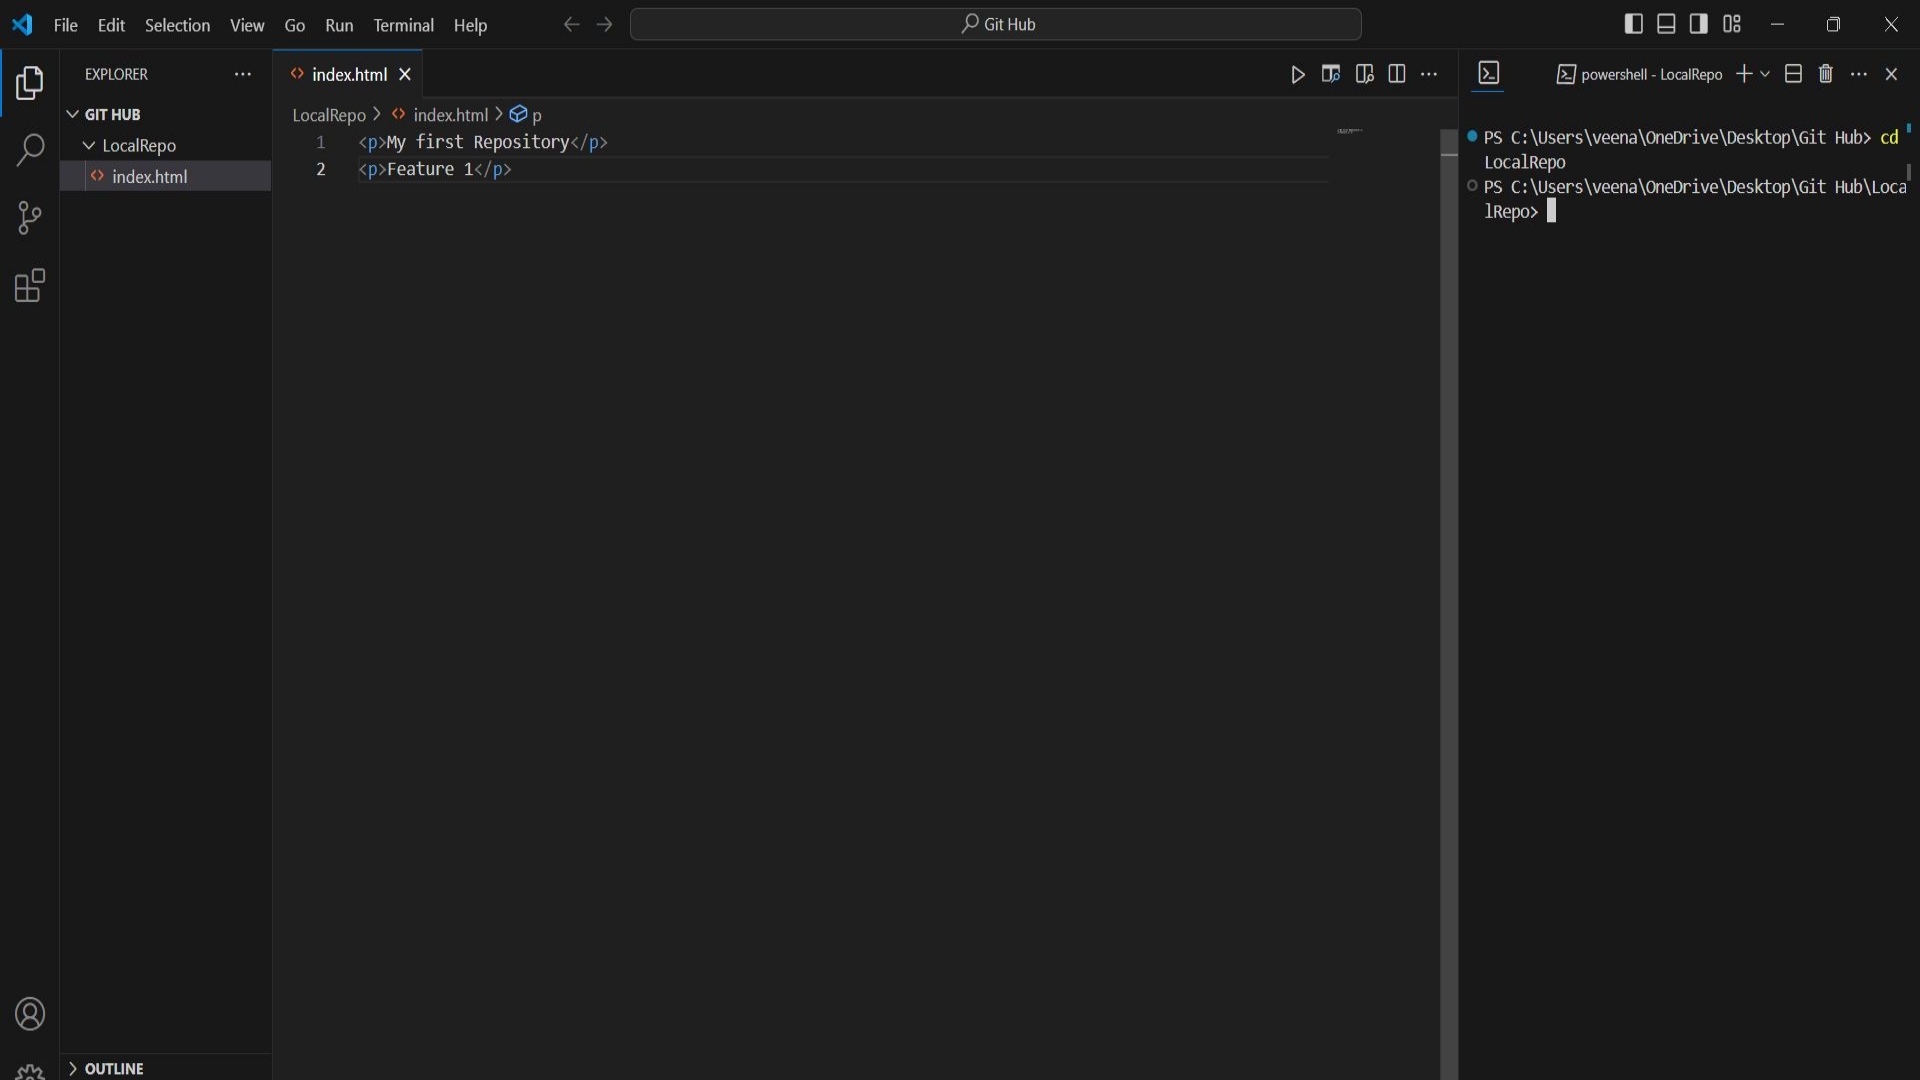 File Edit Selection View Go Run Terminal Help
Git Hub
EXPLORER
GIT HUB
LocalRepo
index.html
OUTLINE
index.html
LocalRepo > index.html > p
1 <p>My first Repository</p>
2 <p>Feature 1</p>
powershell - LocalRepo
PS C:\Users\veena\OneDrive\Desktop\Git Hub> cd
LocalRepo
PS C:\Users\veena\OneDrive\Desktop\Git Hub\Loca
lRepo>